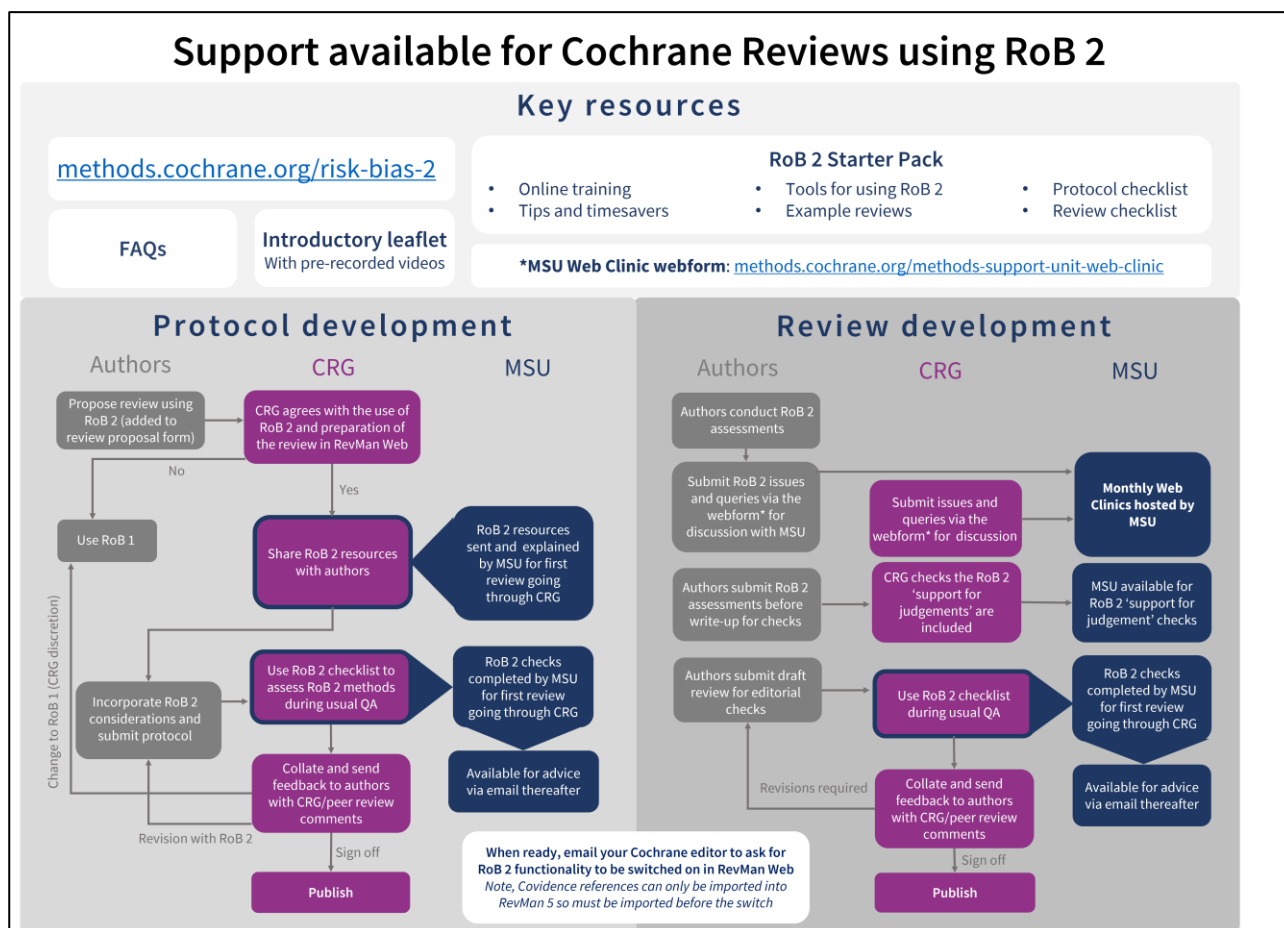 Support available for Cochrane Reviews using RoB 2
Key resources
methods.cochrane.org/risk-bias-2
FAQs
Introductory leaflet
With pre-recorded videos
RoB 2 Starter Pack
• Online training
• Tips and timesavers
• Tools for using RoB 2
• Example reviews
• Protocol checklist
• Review checklist
*MSU Web Clinic webform: methods.cochrane.org/methods-support-unit-web-clinic
Protocol development
Authors
CRG
MSU
Propose review using
RoB 2 (added to
review proposal form)
CRG agrees with the use of
RoB 2 and preparation of
the review in RevMan Web
No
Yes
Use RoB 1
Share RoB 2 resources
with authors
RoB 2 resources
sent and explained
by MSU for first
review going
through CRG
Change to RoB 1 (CRG discretion)
Incorporate RoB 2
considerations and
submit protocol
Use RoB 2 checklist to
assess RoB 2 methods
during usual QA
RoB 2 checks
completed by MSU
for first review
going through CRG
Collate and send
feedback to authors
with CRG/peer review
comments
Available for advice
via email thereafter
Revision with RoB 2
Sign off
Publish
When ready, email your Cochrane editor to ask for
RoB 2 functionality to be switched on in RevMan Web
Note, Covidence references can only be imported into
RevMan 5 so must be imported before the switch
Review development
Authors
CRG
MSU
Authors conduct RoB 2
assessments
Submit RoB 2 issues
and queries via the
webform* for
discussion with MSU
Submit issues and
queries via the
webform* for discussion
Monthly Web
Clinics hosted by
MSU
Authors submit RoB 2
assessments before
write-up for checks
CRG checks the RoB 2
‘support for
judgements’ are
included
MSU available for
RoB 2 ‘support for
judgement’ checks
Authors submit draft
review for editorial
checks
Use RoB 2 checklist
during usual QA
RoB 2 checks
completed by MSU
for first review
going through CRG
Revisions required
Collate and send
feedback to authors
with CRG/peer review
comments
Available for advice
via email thereafter
Sign off
Publish